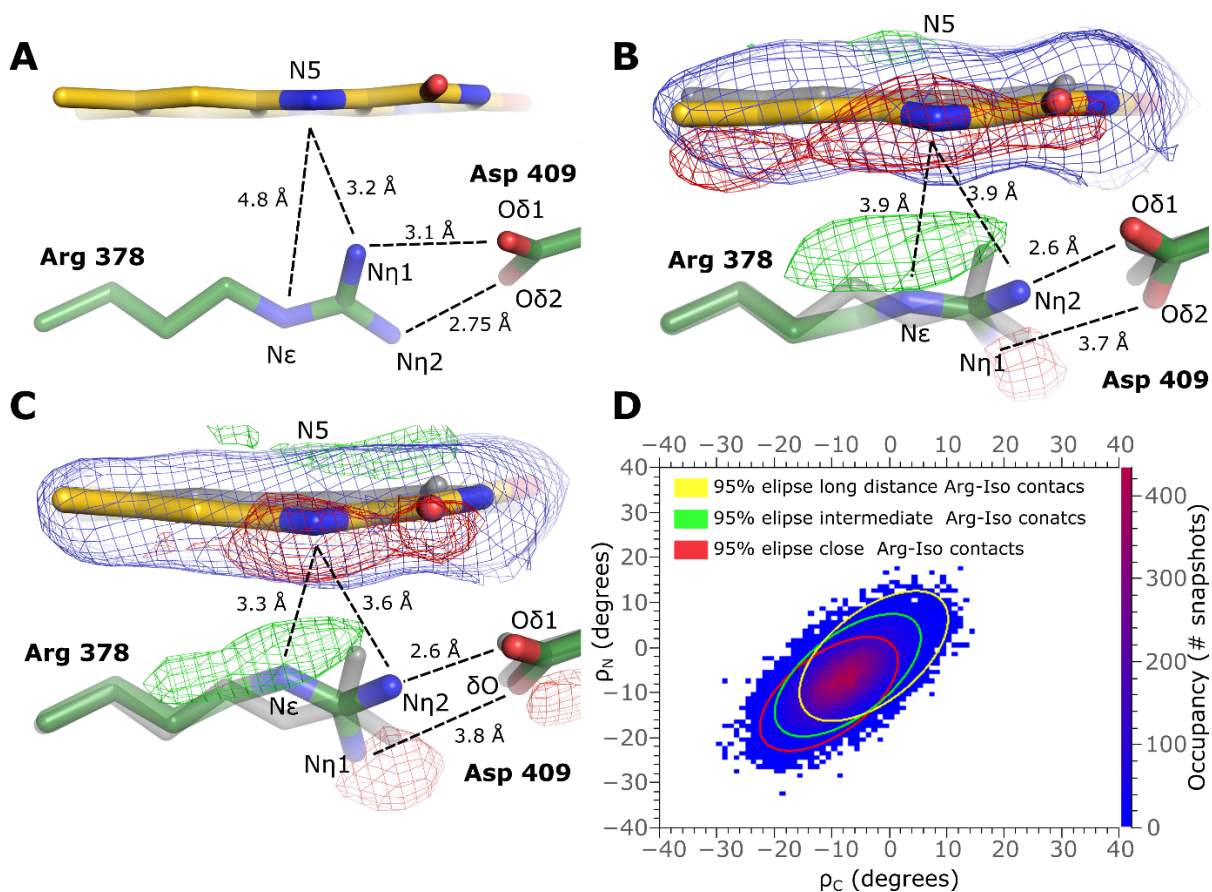 A
N5
4.8 Å
3.2 Å
Asp 409
Oδ1
3.1 Å
Arg 378
Nη1
Oδ2
2.75 Å
Nε
Nη2
B
N5
3.9 Å
3.9 Å
Oδ1
2.6 Å
Arg 378
Nη2
Oδ2
Nε
Nη1
3.7 Å
Asp 409
C
N5
3.3 Å
3.6 Å
Oδ1
Arg 378
2.6 Å
δO
Nε
Nη2
3.8 Å
Nη1
Asp 409
D
−40 −30 −20 −10 0 10 20 30 40
95% elipse long distance Arg-Iso contacs
95% elipse intermediate Arg-Iso conatcs
95% elipse close Arg-Iso contacts
40
30
20
10
0
−10
−20
−30
−40
ρN (degrees)
−40 −30 −20 −10 0 10 20 30 40
ρC (degrees)
400
300
200
100
0
Occupancy (# snapshots)